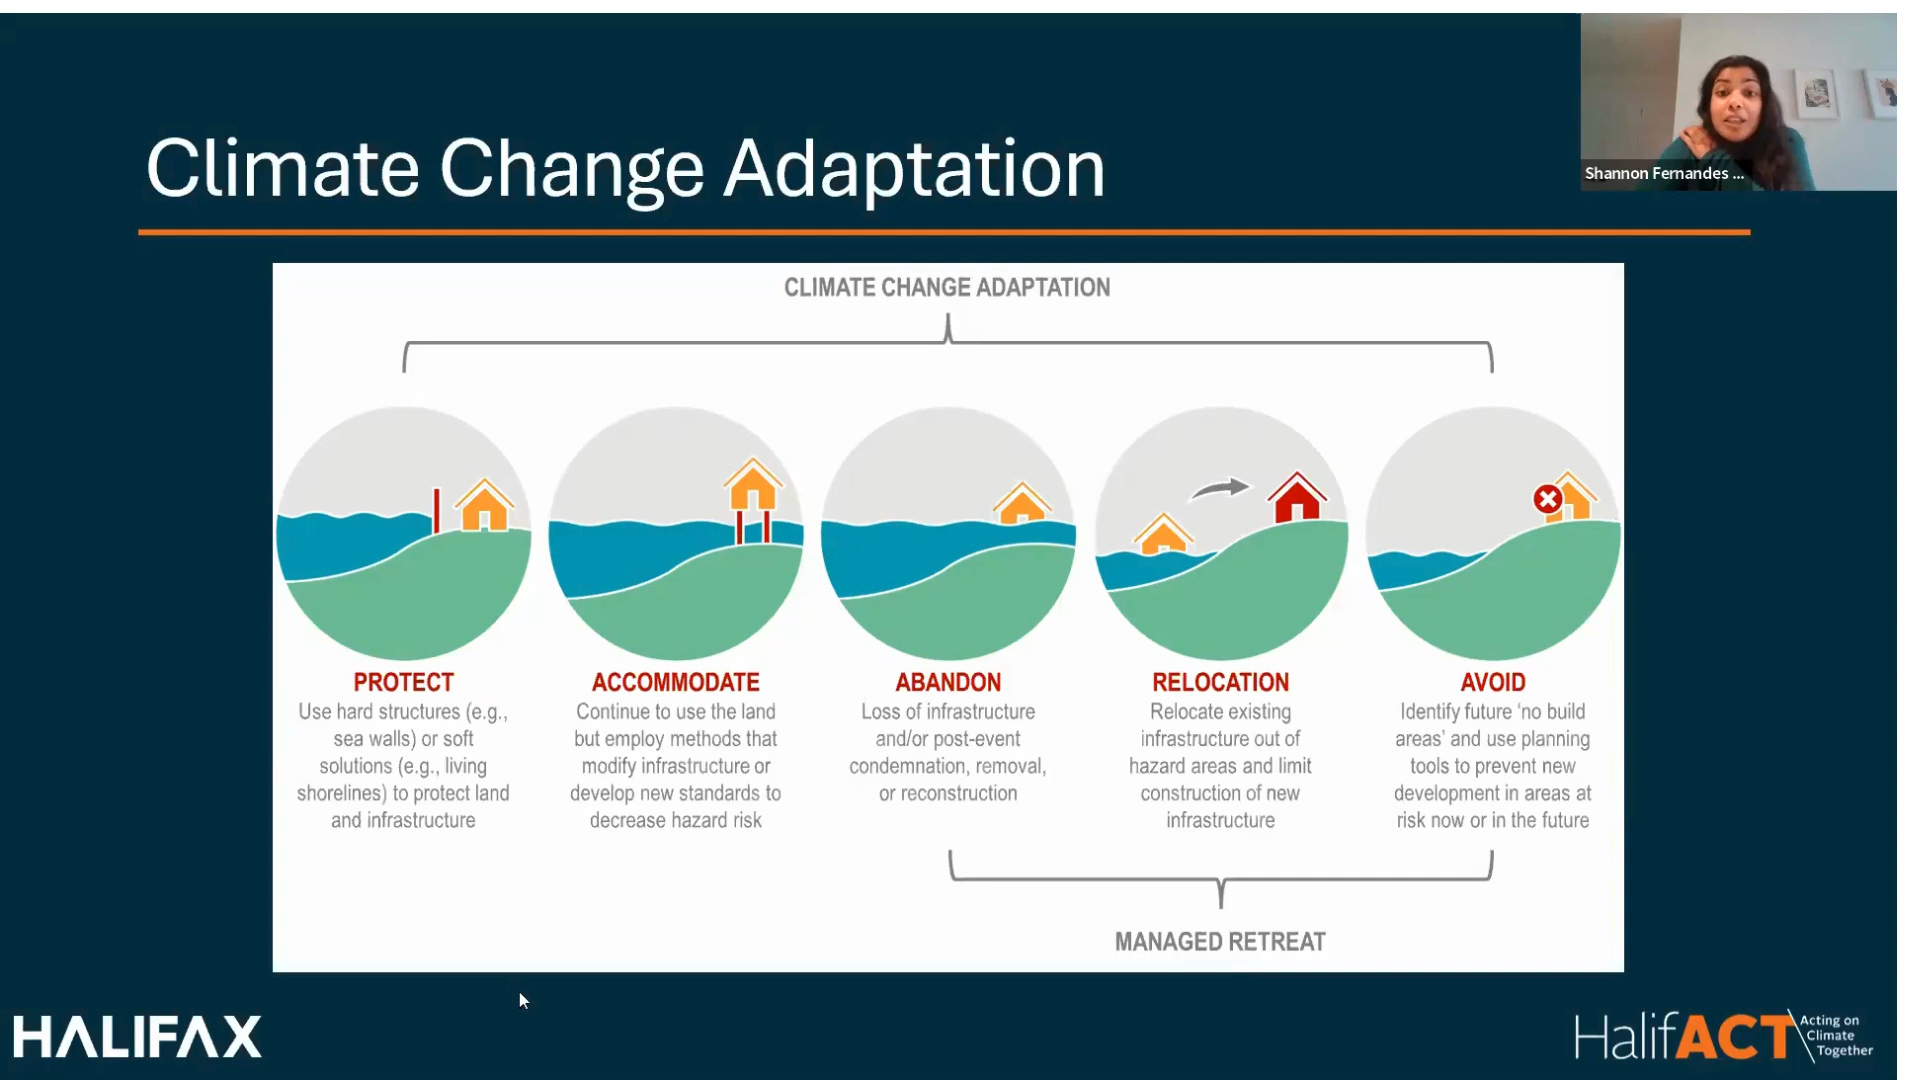 Climate Change Adaptation
Shannon Fernandes ...
CLIMATE CHANGE ADAPTATION
PROTECT
Use hard structures (e.g.,
sea walls) or soft
solutions (e.g., living
shorelines) to protect land
and infrastructure
ACCOMMODATE
Continue to use the land
but employ methods that
modify infrastructure or
develop new standards to
decrease hazard risk
ABANDON
Loss of infrastructure
and/or post-event
condemnation, removal,
or reconstruction
RELOCATION
Relocate existing
infrastructure out of
hazard areas and limit
construction of new
infrastructure
AVOID
Identify future ‘no build
areas’ and use planning
tools to prevent new
development in areas at
risk now or in the future
MANAGED RETREAT
HALIFAX
HalifACT
Acting on
Climate
Together